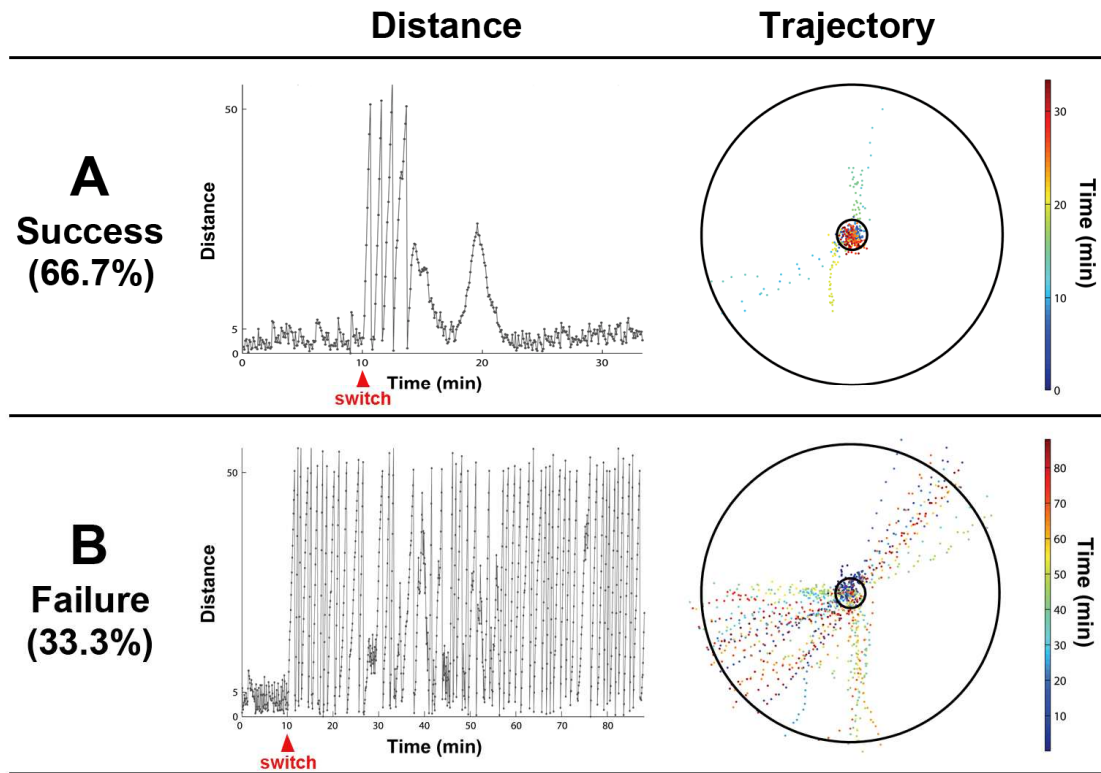 Distance Trajectory
A
Success
(66.7%)
Distance
50
5
0
0 10 20 30
Time (min)
switch
30
20
10
0
Time (min)
B
Failure
(33.3%)
Distance
50
5
0
0 10 20 30 40 50 60 70 80
Time (min)
switch
80
70
60
50
40
30
20
10
Time (min)